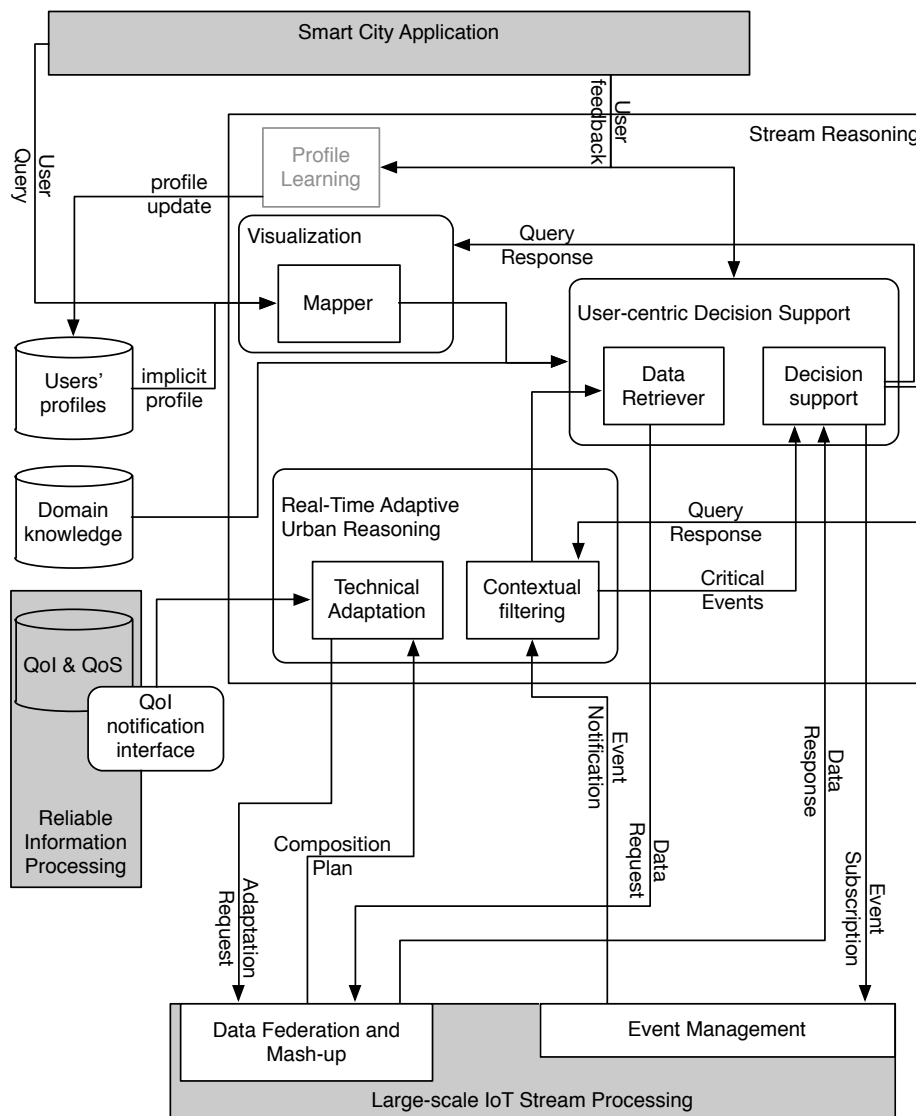 Smart City Application
User
feedback
Stream Reasoning
User
Query
Profile
Learning
profile
update
Visualization
Query
Response
Mapper
User-centric Decision Support
Users'
profiles
implicit
profile
Data
Retriever
Decision
support
Domain
knowledge
Real-Time Adaptive
Urban Reasoning
Query
Response
Technical
Adaptation
Contextual
filtering
Critical
Events
QoI & QoS
QoI
notification
interface
Event
Notification
Data
Response
Reliable
Information
Processing
Composition
Plan
Data
Request
Adaptation
Request
Event
Subscription
Data Federation and
Mash-up
Event Management
Large-scale IoT Stream Processing